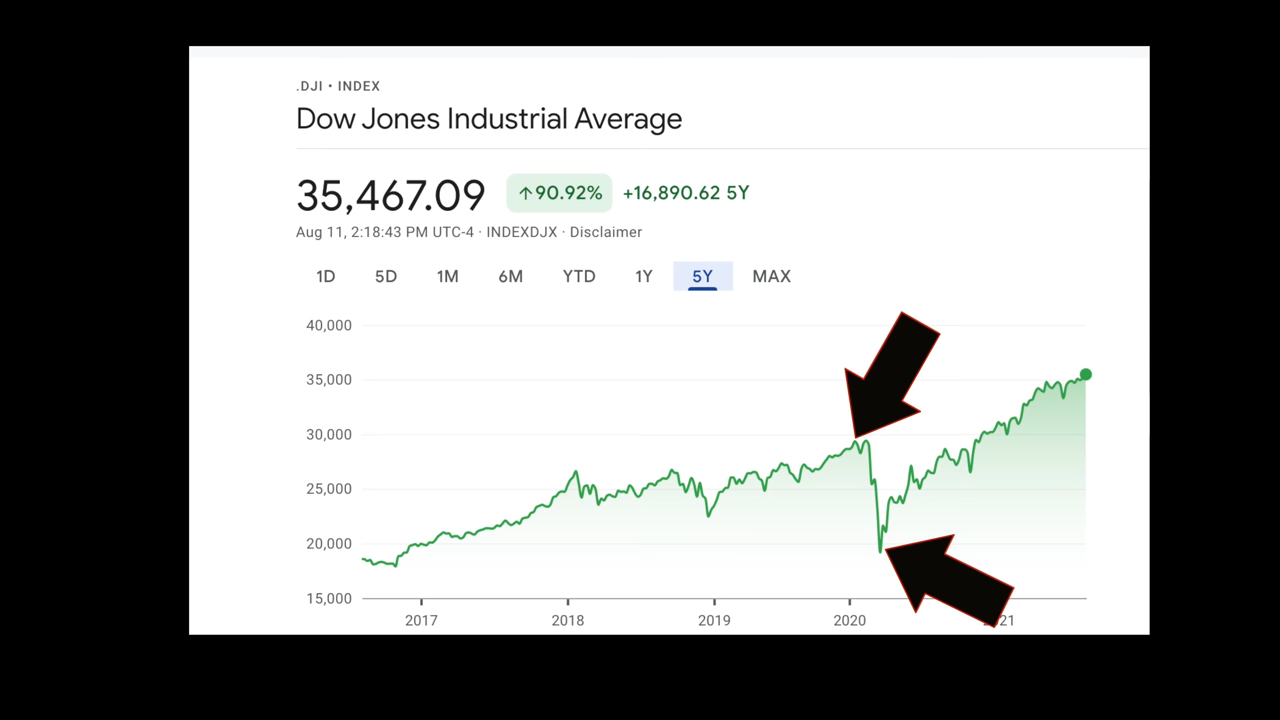 .DJI • INDEX
Dow Jones Industrial Average
35,467.09 ↑90.92% +16,890.62 5Y
Aug 11, 2:18:43 PM UTC-4 · INDEXDJX · Disclaimer
1D 5D 1M 6M YTD 1Y 5Y MAX
40,000
35,000
30,000
25,000
20,000
15,000
2017 2018 2019 2020